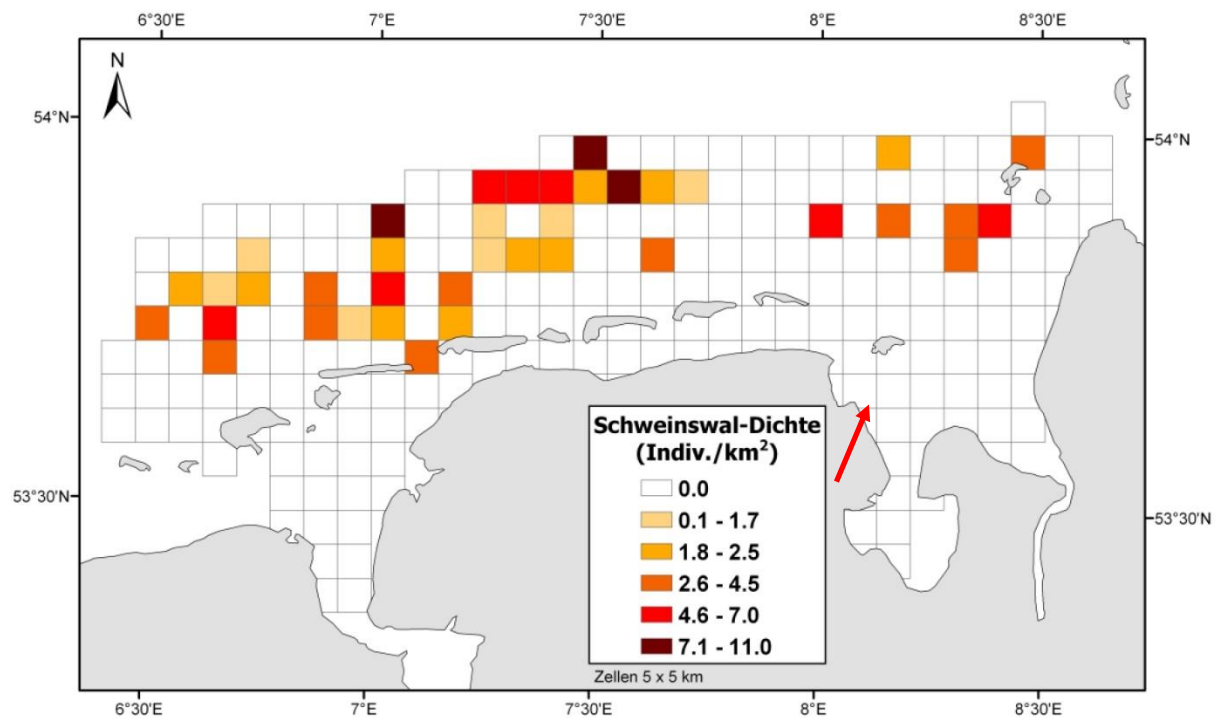 6°30'E 7°E 7°30'E 8°E 8°30'E
N
54°N 54°N
Schweinswal-Dichte
(Indiv./km²)
0.0
0.1 - 1.7
1.8 - 2.5
2.6 - 4.5
4.6 - 7.0
7.1 - 11.0
53°30'N 53°30'N
Zellen 5 x 5 km
6°30'E 7°E 7°30'E 8°E 8°30'E